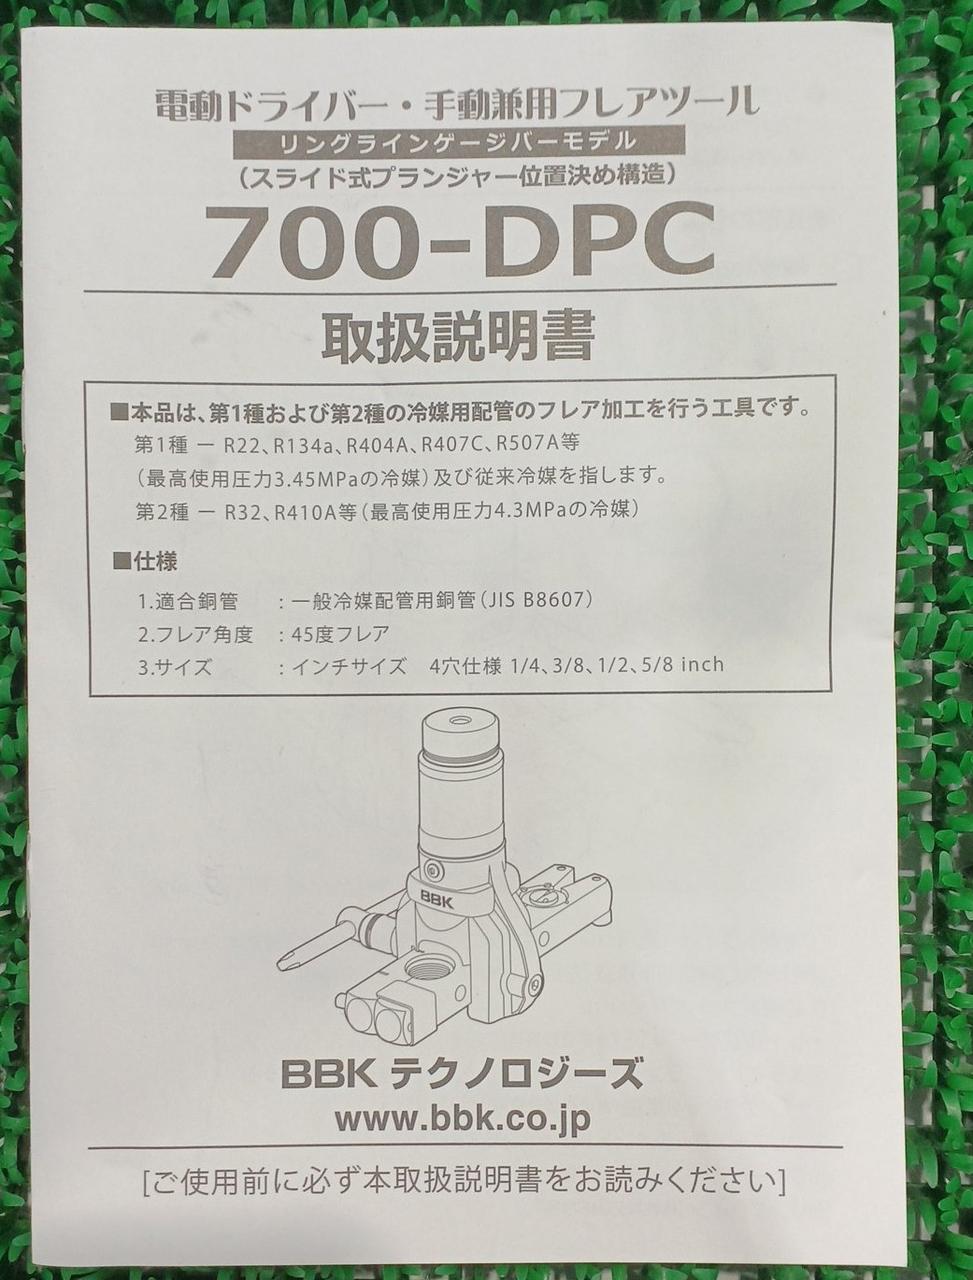 電動ドライバー・手動兼用フレアツール
リングラインゲージバーモデル
（スライド式プランジャー位置決め構造）
700-DPC
取扱説明書
■本品は、第1種および第2種の冷媒用配管のフレア加工を行う工具です。
第1種 － R22、R134a、R404A、R407C、R507A等
（最高使用圧力3.45MPaの冷媒）及び従来冷媒を指します。
第2種 － R32、R410A等（最高使用圧力4.3MPaの冷媒）
■仕様
1.適合銅管 ：一般冷媒配管用銅管（JIS B8607）
2.フレア角度 ：45度フレア
3.サイズ ：インチサイズ 4穴仕様 1/4、3/8、1/2、5/8 inch
BBK
BBK テクノロジーズ
www.bbk.co.jp
[ご使用前に必ず本取扱説明書をお読みください]